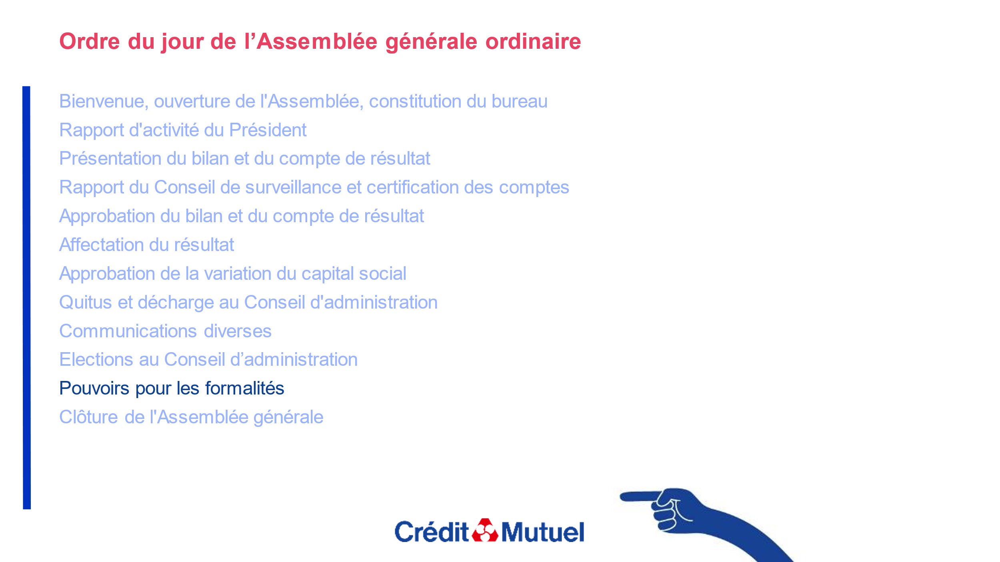 Ordre du jour de l’Assemblée générale ordinaire
Bienvenue, ouverture de l'Assemblée, constitution du bureau
Rapport d'activité du Président
Présentation du bilan et du compte de résultat
Rapport du Conseil de surveillance et certification des comptes
Approbation du bilan et du compte de résultat
Affectation du résultat
Approbation de la variation du capital social
Quitus et décharge au Conseil d'administration
Communications diverses
Elections au Conseil d’administration
Pouvoirs pour les formalités
Clôture de l'Assemblée générale
Crédit Mutuel